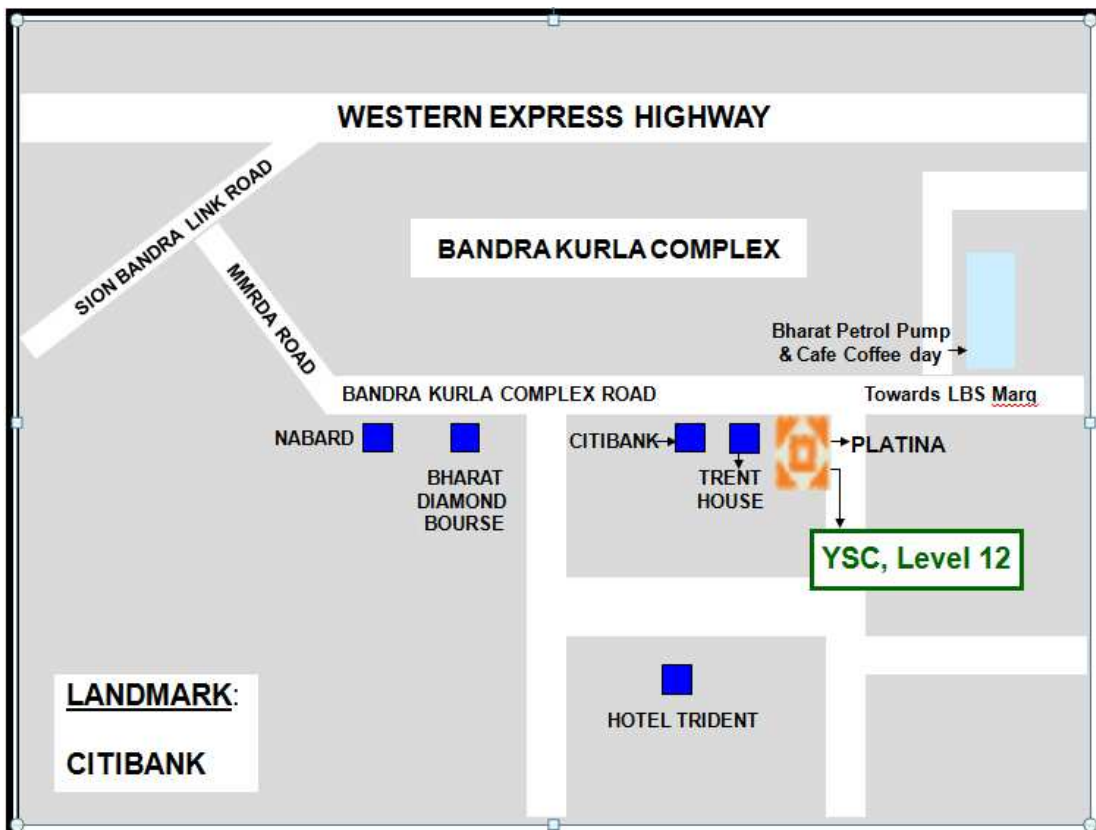 WESTERN EXPRESS HIGHWAY
SION BANDRA LINK ROAD
BANDRA KURLA COMPLEX
MMRDA ROAD
Bharat Petrol Pump
& Cafe Coffee day
BANDRA KURLA COMPLEX ROAD
Towards LBS Marq
NABARD
BHARAT
DIAMOND
BOURSE
CITIBANK
TRENT
HOUSE
PLATINA
YSC, Level 12
HOTEL TRIDENT
LANDMARK:
CITIBANK